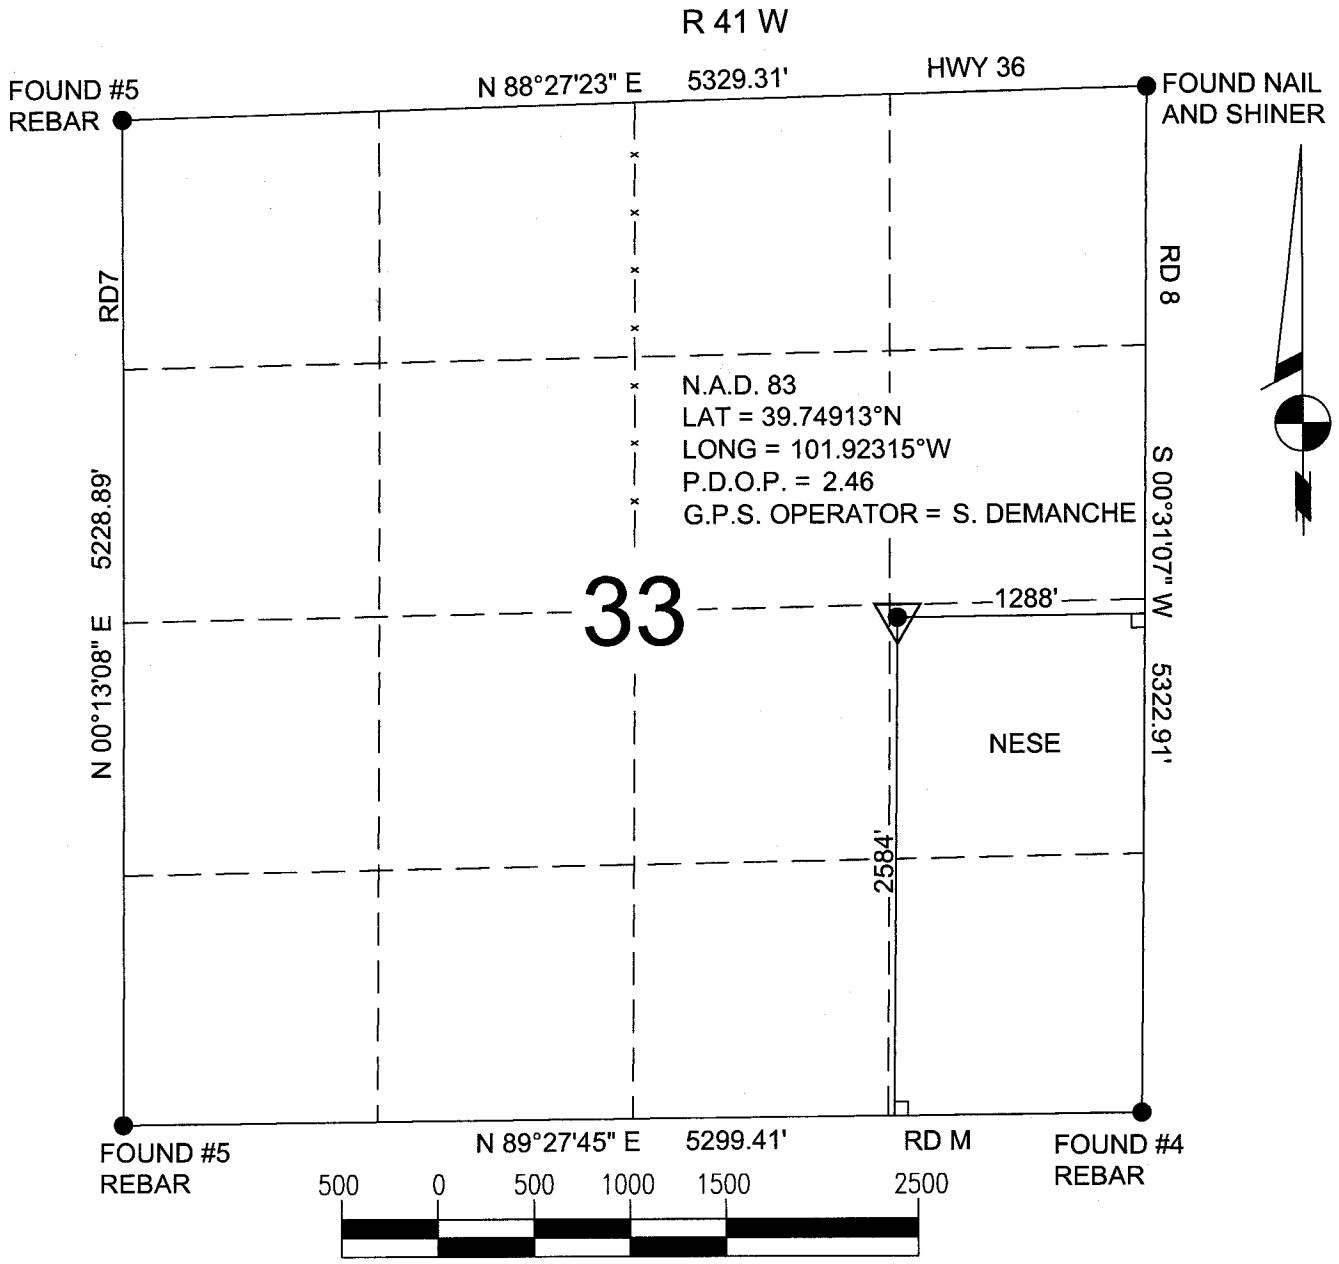 R 41 W
N 88°27'23" E 5329.31' HWY 36
FOUND #5
REBAR
FOUND NAIL
AND SHINER
RD7
RD 8
N.A.D. 83
LAT = 39.74913°N
LONG = 101.92315°W
P.D.O.P. = 2.46
G.P.S. OPERATOR = S. DEMANCHE
N 00°13'08" E 5228.89'
S 00°31'07" W 5322.91'
33
1288'
NESE
2584'
N 89°27'45" E 5299.41' RD M
FOUND #5
REBAR
FOUND #4
REBAR
500 0 500 1000 1500 2500